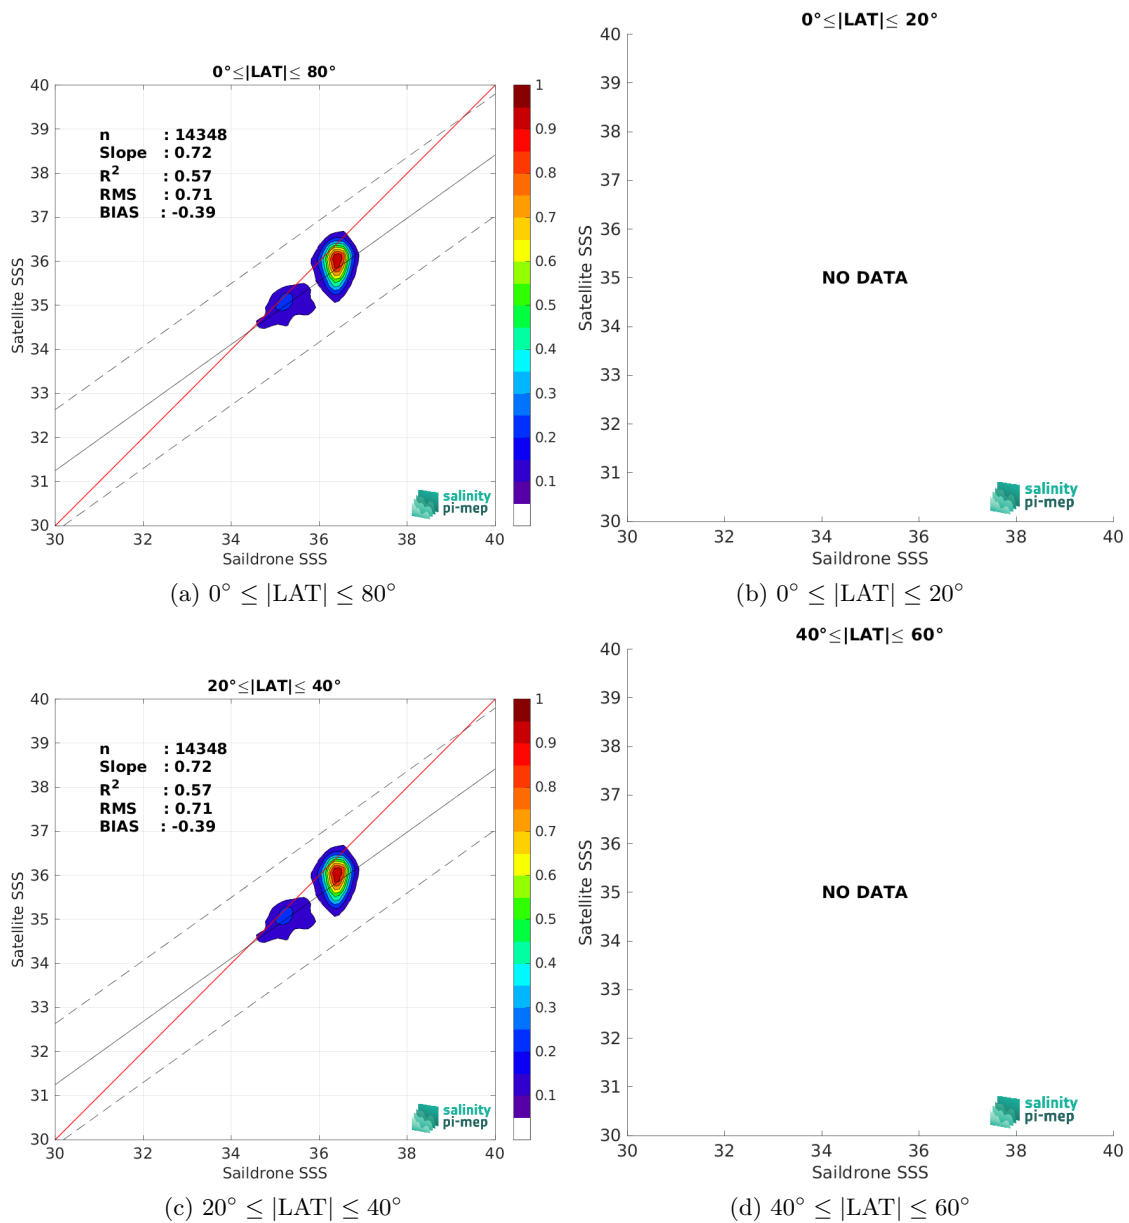 0°≤|LAT|≤ 80°
40
39
38
37
36
35
34
33
32
31
30
Satellite SSS
n : 14348
Slope : 0.72
R² : 0.57
RMS : 0.71
BIAS : -0.39
salinity
pi-mep
30 32 34 36 38 40
Saildrone SSS
1
0.9
0.8
0.7
0.6
0.5
0.4
0.3
0.2
0.1
(a) 0° ≤ |LAT| ≤ 80°
0°≤|LAT|≤ 20°
40
39
38
37
36
35
34
33
32
31
30
Satellite SSS
NO DATA
salinity
pi-mep
30 32 34 36 38 40
Saildrone SSS
(b) 0° ≤ |LAT| ≤ 20°
20°≤|LAT|≤ 40°
40
39
38
37
36
35
34
33
32
31
30
Satellite SSS
n : 14348
Slope : 0.72
R² : 0.57
RMS : 0.71
BIAS : -0.39
salinity
pi-mep
30 32 34 36 38 40
Saildrone SSS
1
0.9
0.8
0.7
0.6
0.5
0.4
0.3
0.2
0.1
(c) 20° ≤ |LAT| ≤ 40°
40°≤|LAT|≤ 60°
40
39
38
37
36
35
34
33
32
31
30
Satellite SSS
NO DATA
salinity
pi-mep
30 32 34 36 38 40
Saildrone SSS
(d) 40° ≤ |LAT| ≤ 60°